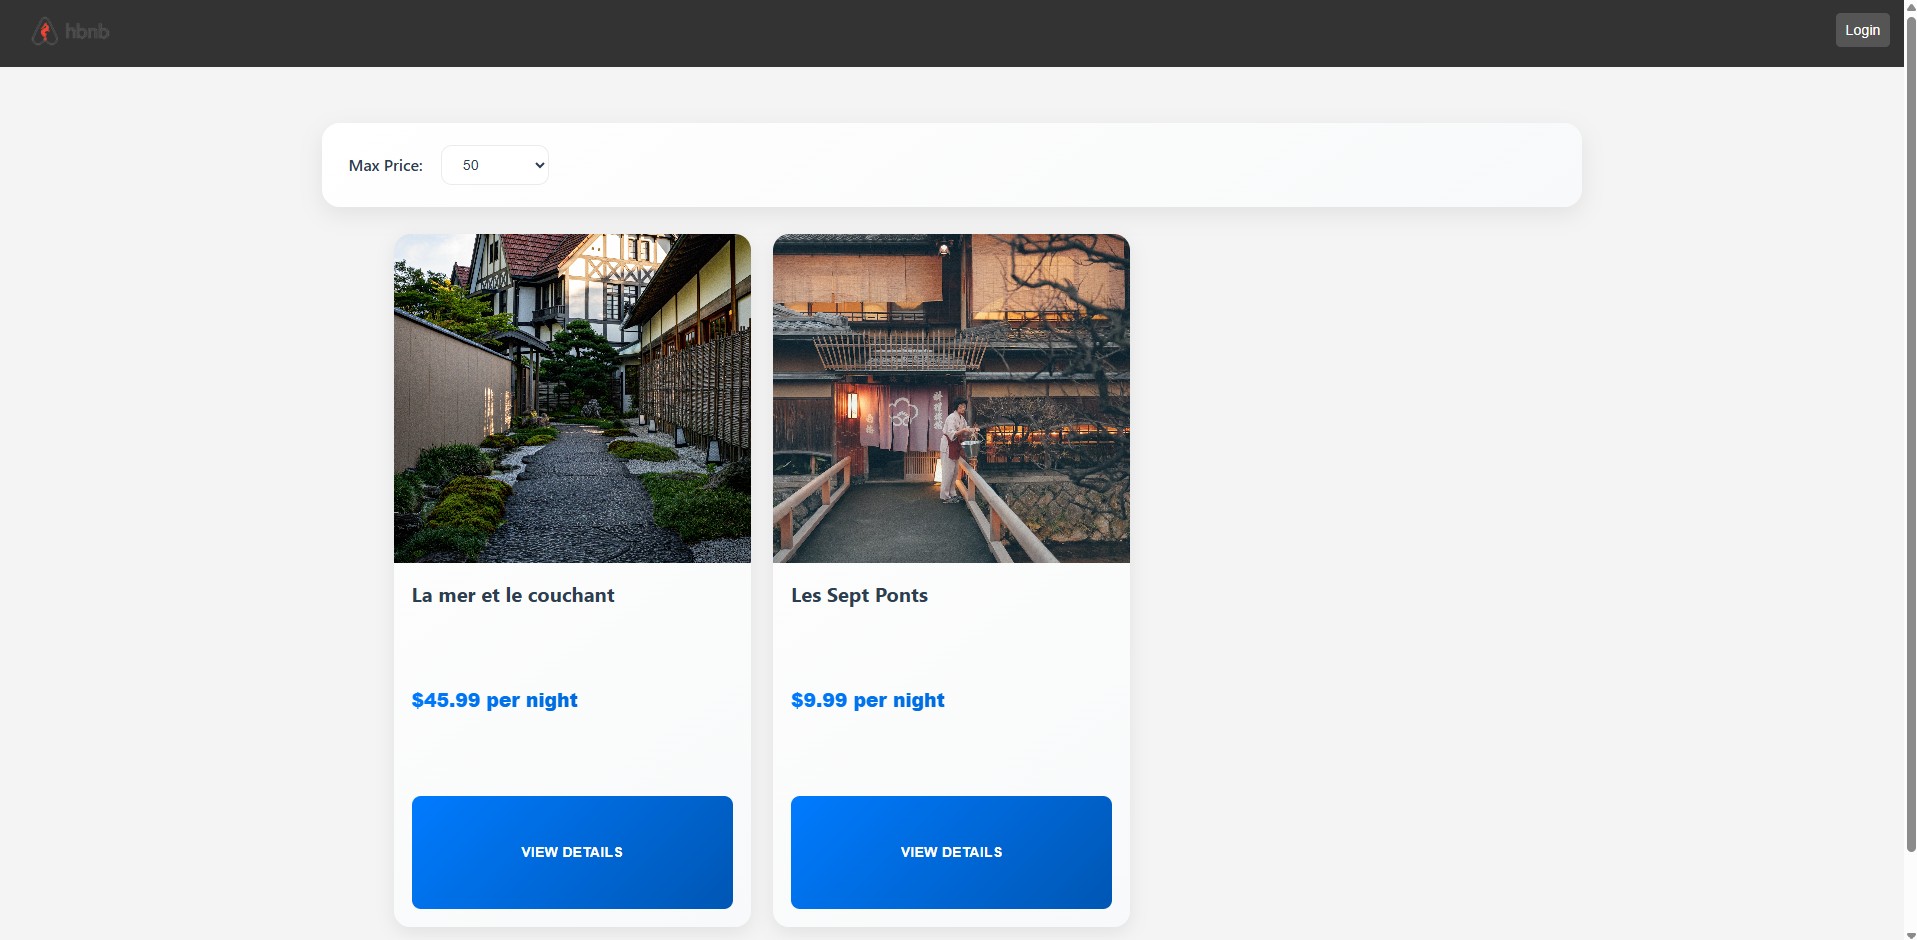 hbnb
Login
Max Price:
50
La mer et le couchant
Les Sept Ponts
$45.99 per night
$9.99 per night
VIEW DETAILS
VIEW DETAILS